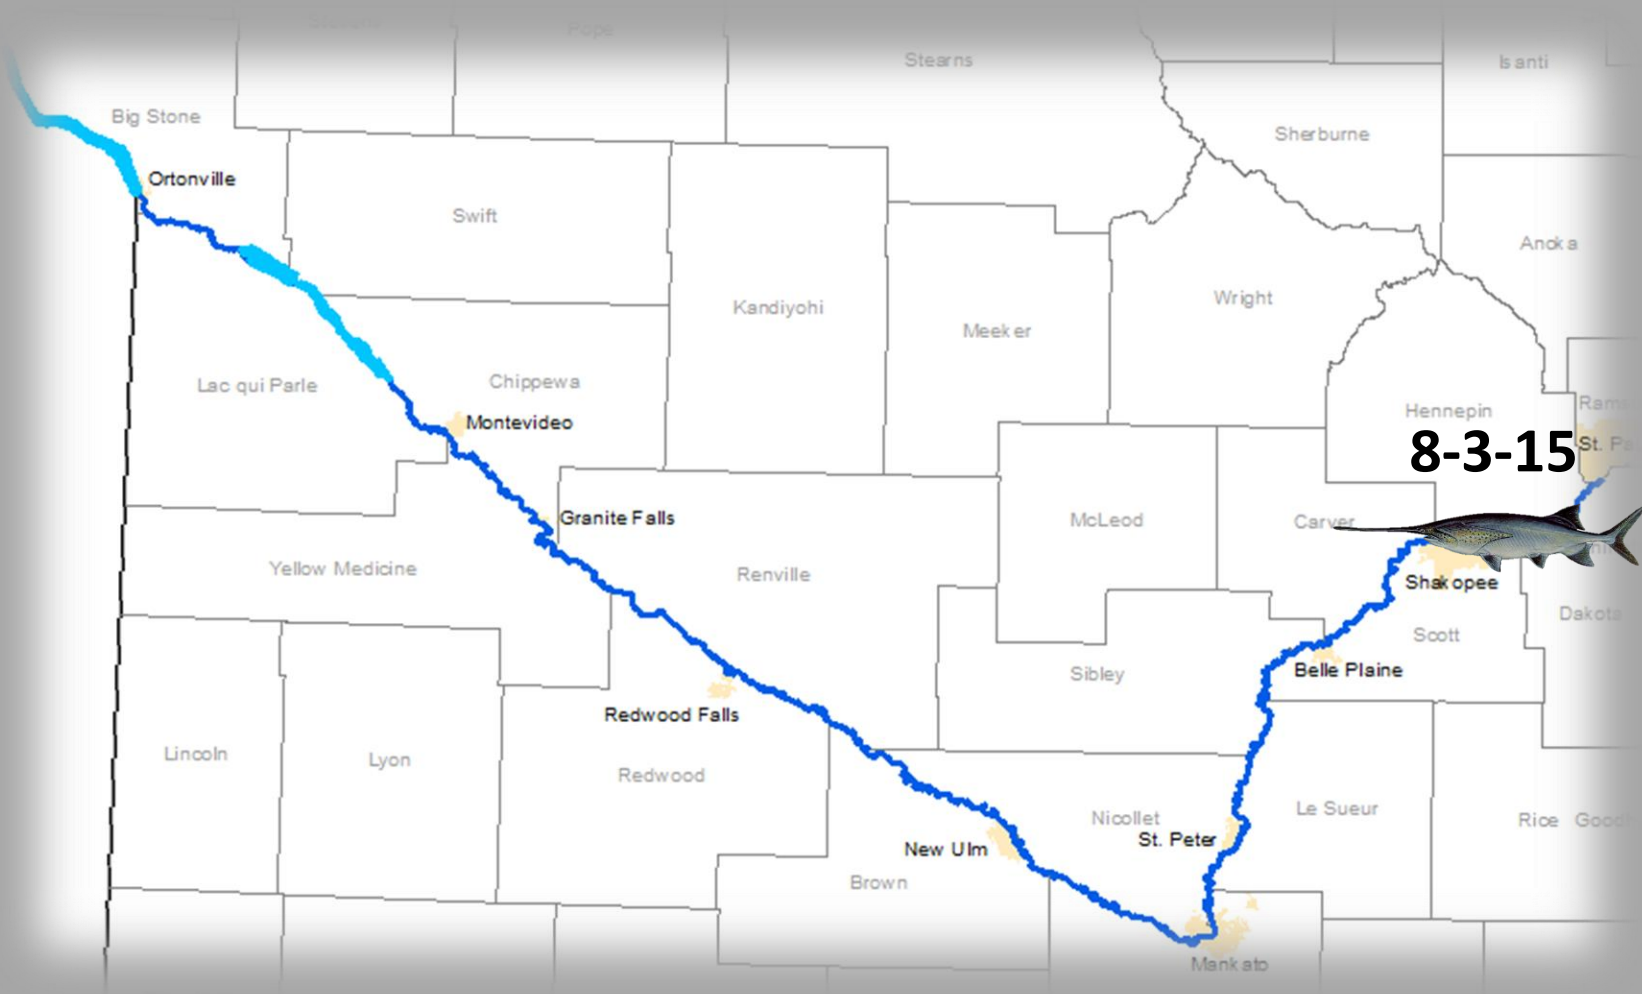 Pope
Stearns
Isanti
Big Stone
Sherburne
Ortonville
Swift
Anoka
Kandiyohi
Wright
Meeker
Lac qui Parle
Chippewa
Hennepin
Montevideo
8-3-15
St. P
Granite Falls
McLeod
Carver
Yellow Medicine
Renville
Shakopee
Dakota
Scott
Sibley
Belle Plaine
Redwood Falls
Lincoln
Lyon
Redwood
Nicollet
Le Sueur
Rice
St. Peter
New Ulm
Brown
Mankato